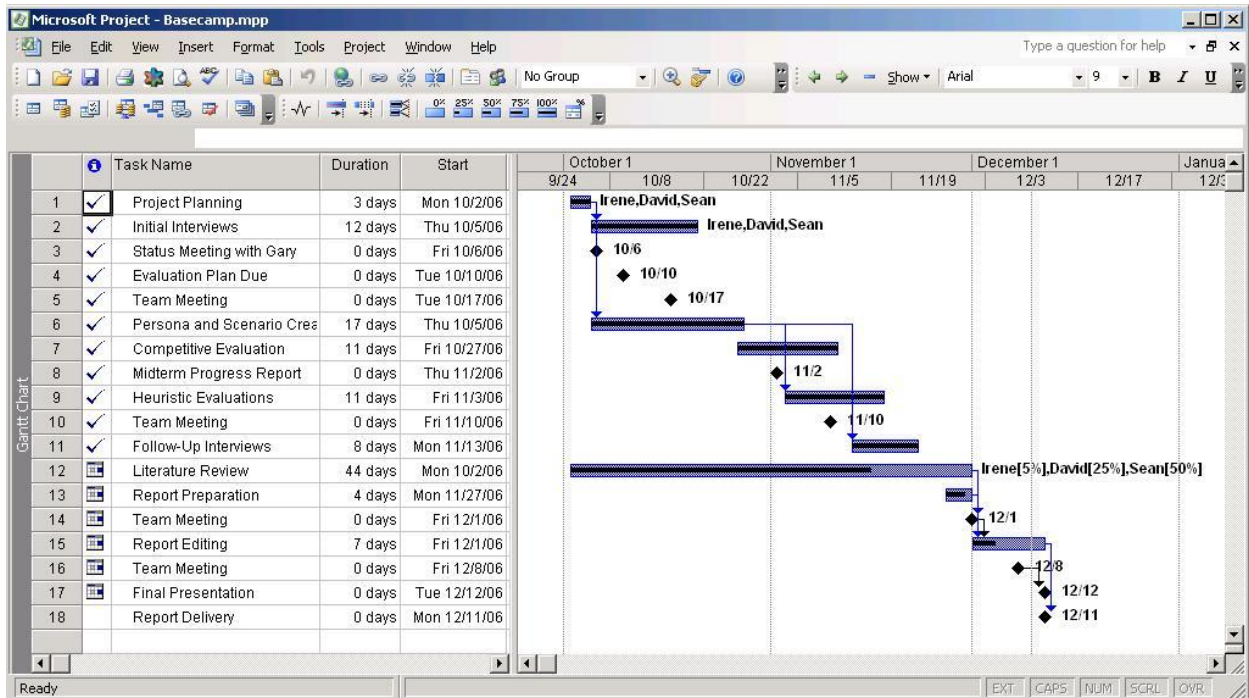 Microsoft Project - Basecamp.mpp
File Edit View Insert Format Tools Project Window Help Type a question for help
No Group Show Arial 9 B I U
0% 25% 50% 75% 100% %
Task Name Duration Start October 1 November 1 December 1 Janua
9/24 10/8 10/22 11/5 11/19 12/3 12/17 12/3
1 Project Planning 3 days Mon 10/2/06 Irene,David,Sean
2 Initial Interviews 12 days Thu 10/5/06 Irene,David,Sean
3 Status Meeting with Gary 0 days Fri 10/6/06 10/6
4 Evaluation Plan Due 0 days Tue 10/10/06 10/10
5 Team Meeting 0 days Tue 10/17/06 10/17
6 Persona and Scenario Crea 17 days Thu 10/5/06
7 Competitive Evaluation 11 days Fri 10/27/06
8 Midterm Progress Report 0 days Thu 11/2/06 11/2
9 Heuristic Evaluations 11 days Fri 11/3/06
10 Team Meeting 0 days Fri 11/10/06 11/10
11 Follow-Up Interviews 8 days Mon 11/13/06
12 Literature Review 44 days Mon 10/2/06 Irene[5%],David[25%],Sean[50%]
13 Report Preparation 4 days Mon 11/27/06
14 Team Meeting 0 days Fri 12/1/06 12/1
15 Report Editing 7 days Fri 12/1/06
16 Team Meeting 0 days Fri 12/8/06 12/8
17 Final Presentation 0 days Tue 12/12/06 12/12
18 Report Delivery 0 days Mon 12/11/06 12/11
Gantt Chart
Ready EXT CAPS NUM SCRL OVR